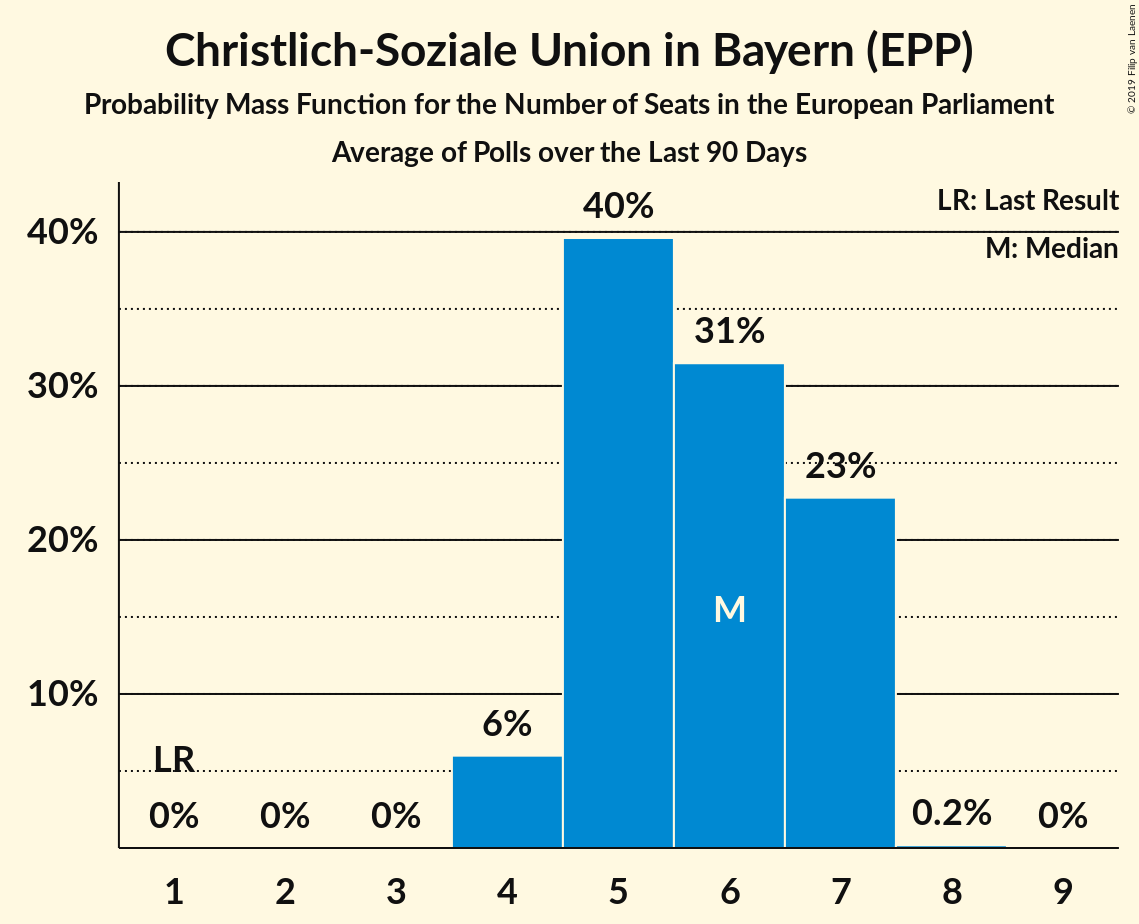 Christlich-Soziale Union in Bayern (EPP)
Probability Mass Function for the Number of Seats in the European Parliament
Average of Polls over the Last 90 Days
© 2019 Filip van Laenen
LR: Last Result
M: Median
40%
30%
20%
10%
LR
0%
0%
0%
6%
40%
31%
M
23%
0.2%
0%
1 2 3 4 5 6 7 8 9